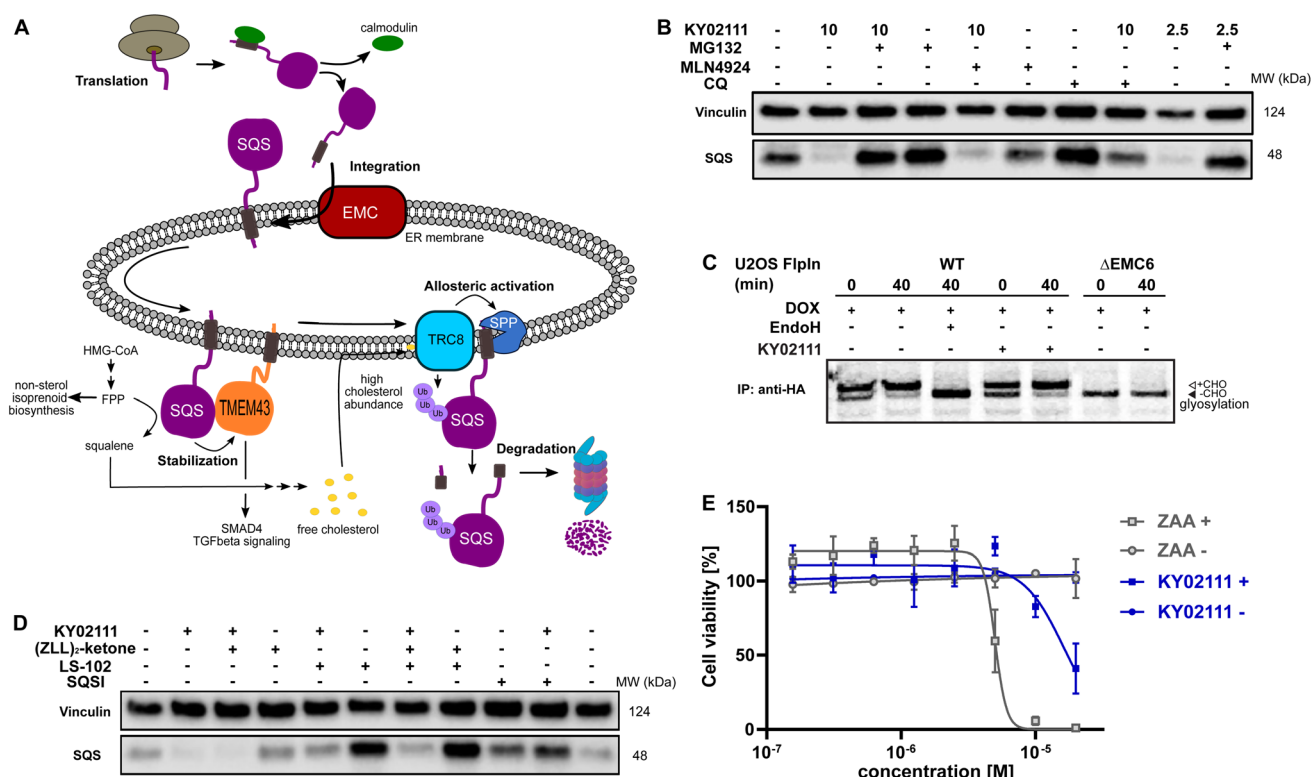 A
calmodulin
Translation
SQS
Integration
EMC
ER membrane
Allosteric activation
SPP
TRC8
HMG-CoA
FPP
non-sterol
isoprenoid
biosynthesis
squalene
SQS
TMEM43
Stabilization
high
cholesterol
abundance
Ub
Ub
Ub
SQS
Degradation
SMAD4
TGFbeta signaling
free cholesterol
Ub
Ub
Ub
SQS
B
KY02111 - 10 10 - 10 - - 10 2.5 2.5
MG132 - - + + - - - - - +
MLN4924 - - - - + + - - - -
CQ - - - - - - + + - - MW (kDa)
Vinculin 124
SQS 48
C
U2OS FlpIn WT ΔEMC6
(min) 0 40 40 0 40 0 40
DOX + + + + + + +
EndoH - - + - - - -
KY02111 - - - + + - -
IP: anti-HA
+CHO
-CHO
glyosylation
D
KY02111 - + + - + - + - - + -
(ZLL)₂-ketone - - + + - - + + - - -
LS-102 - - - - + + + + - - -
SQSI - - - - - - - - + + - MW (kDa)
Vinculin 124
SQS 48
E
Cell viability [%]
150
100
50
0
10-7 10-6 10-5
concentration [M]
ZAA +
ZAA -
KY02111 +
KY02111 -